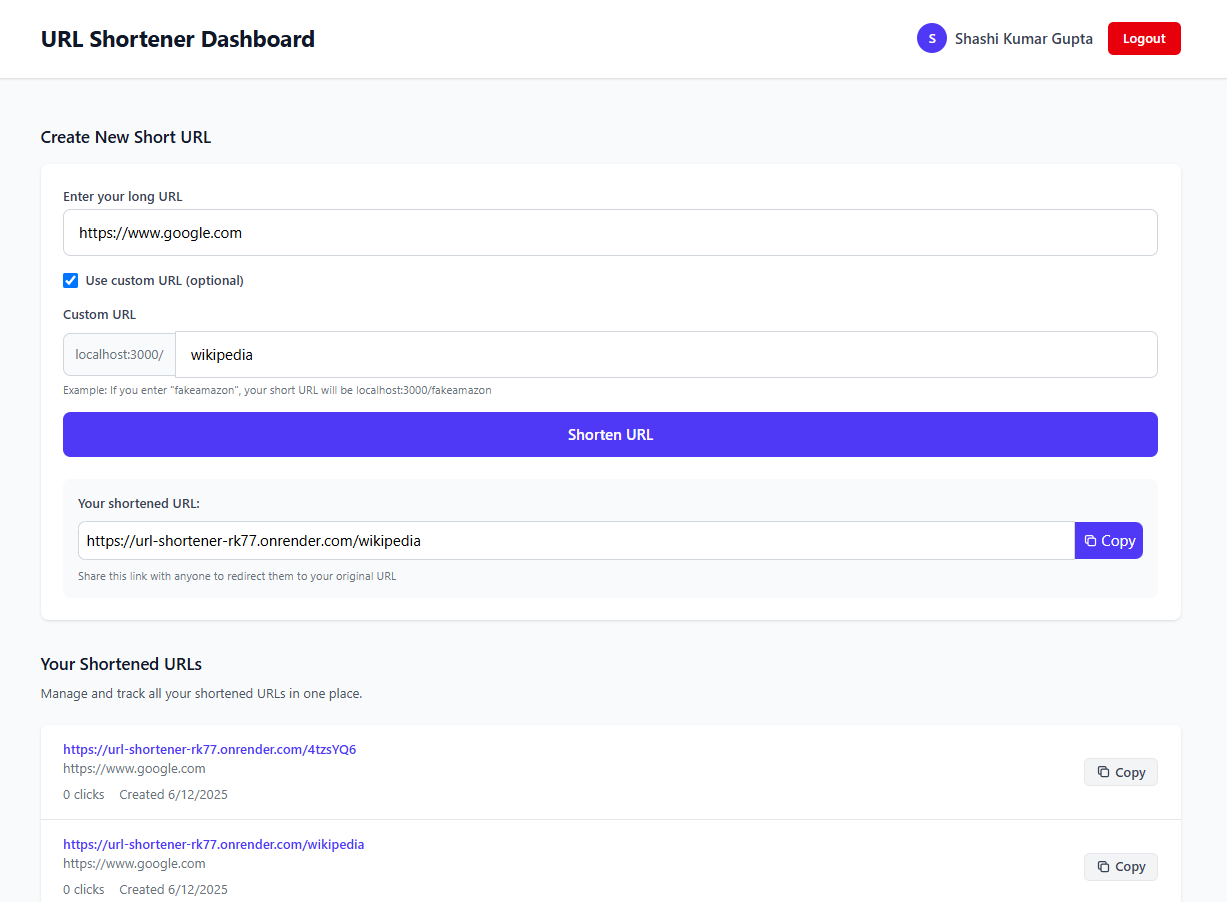 URL Shortener Dashboard
S
Shashi Kumar Gupta
Logout
Create New Short URL
Enter your long URL
https://www.google.com
Use custom URL (optional)
Custom URL
localhost:3000/
wikipedia
Example: If you enter "fakeamazon", your short URL will be localhost:3000/fakeamazon
Shorten URL
Your shortened URL:
https://url-shortener-rk77.onrender.com/wikipedia
Copy
Share this link with anyone to redirect them to your original URL
Your Shortened URLs
Manage and track all your shortened URLs in one place.
https://url-shortener-rk77.onrender.com/4tzsYQ6
https://www.google.com
0 clicks Created 6/12/2025
Copy
https://url-shortener-rk77.onrender.com/wikipedia
https://www.google.com
0 clicks Created 6/12/2025
Copy